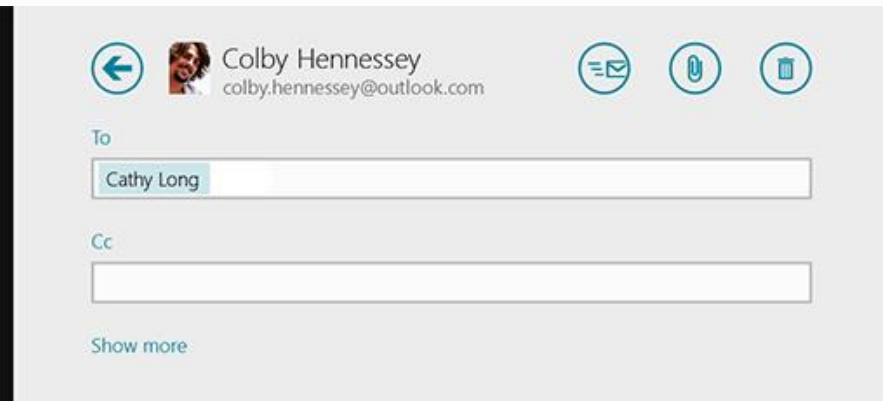 Colby Hennessey
colby.hennessey@outlook.com
To
Cathy Long
Cc
Show more